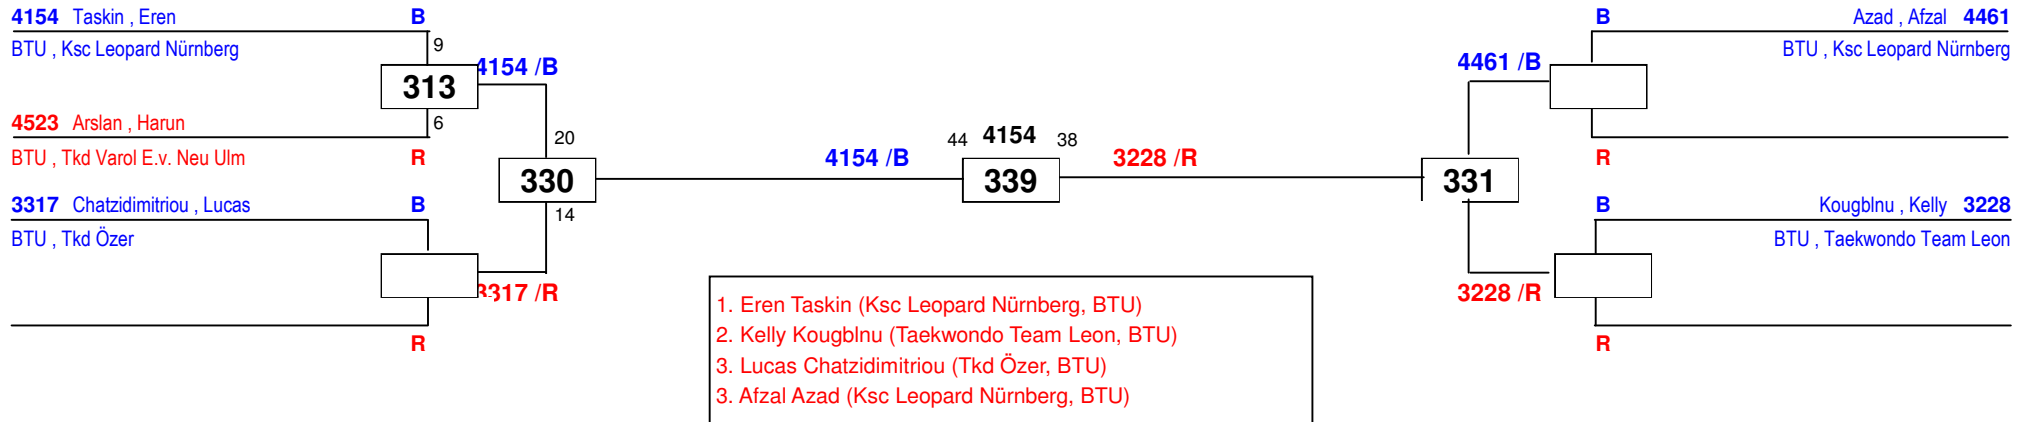 4154 Taskin , Eren B
BTU , Ksc Leopard Nürnberg
9
4154 /B
313
4523 Arslan , Harun
6
BTU , Tkd Varol E.v. Neu Ulm R
20
330
14
3317 Chatzidimitriou , Lucas B
BTU , Tkd Özer
3317 /R
R
4154 /B
44 4154 38
339
3228 /R
B Azad , Afzal 4461
BTU , Ksc Leopard Nürnberg
4461 /B
R
331
B Kougblnu , Kelly 3228
BTU , Taekwondo Team Leon
3228 /R
R
1. Eren Taskin (Ksc Leopard Nürnberg, BTU)
2. Kelly Kougblnu (Taekwondo Team Leon, BTU)
3. Lucas Chatzidimitriou (Tkd Özer, BTU)
3. Afzal Azad (Ksc Leopard Nürnberg, BTU)